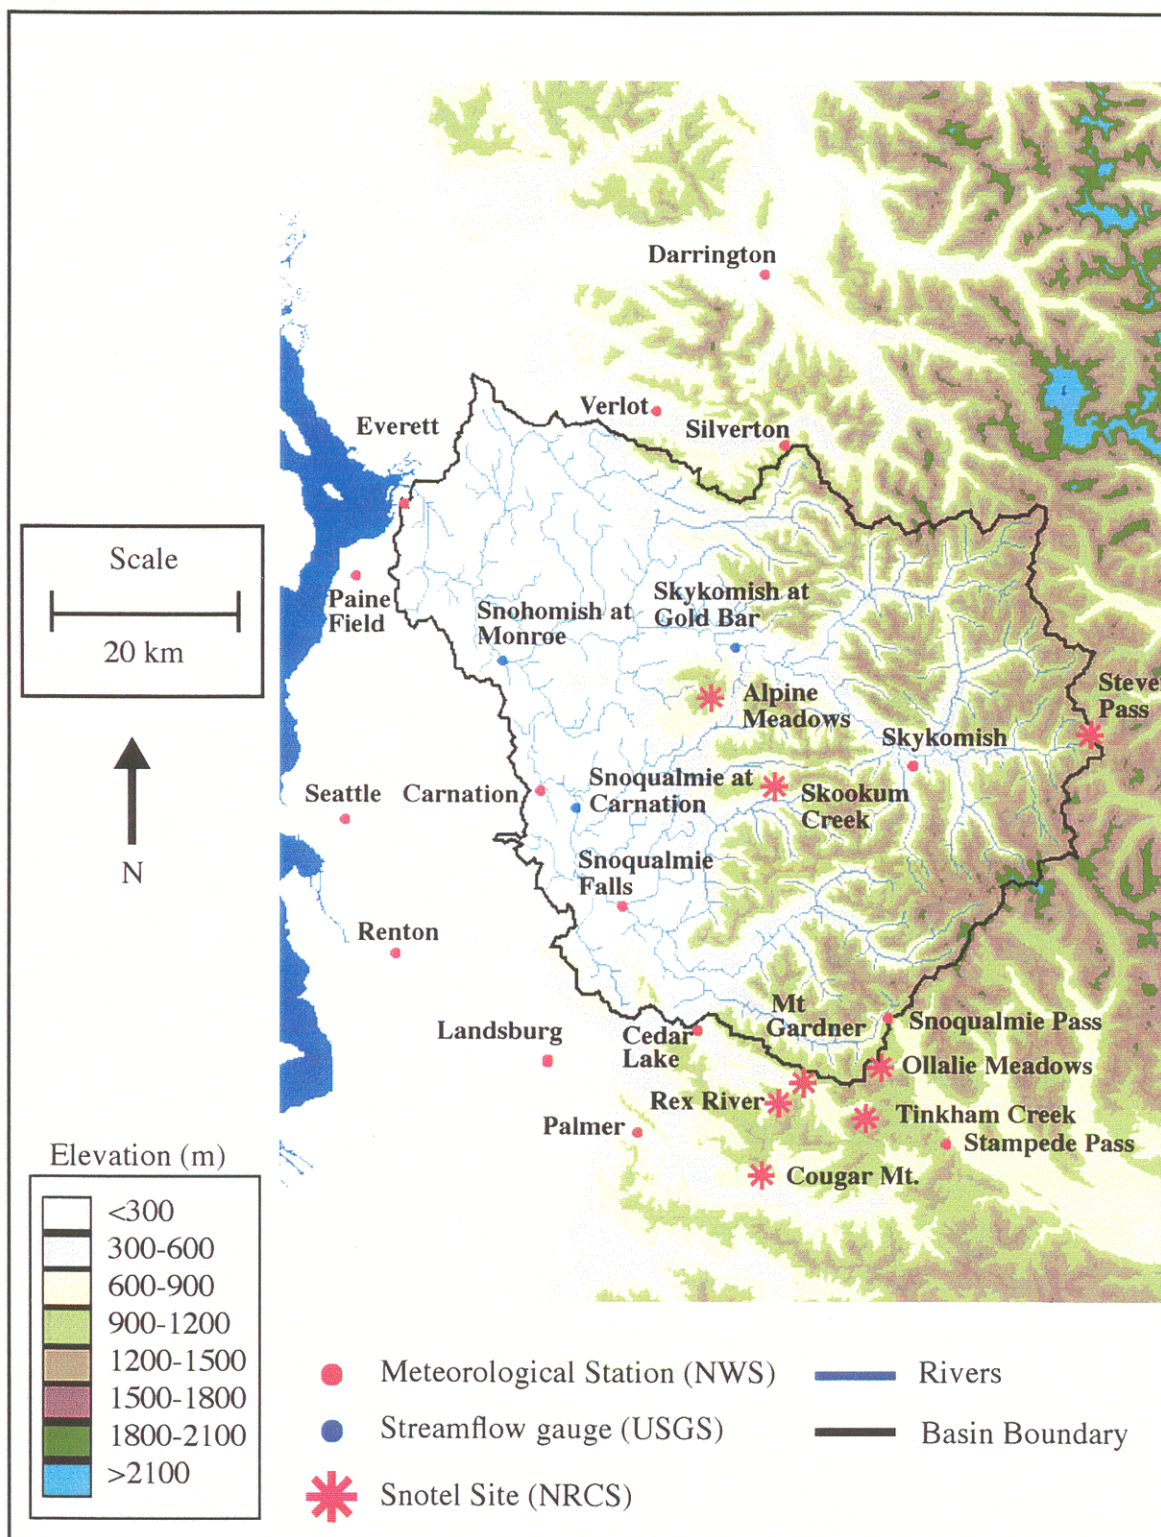 Darrington
Verlot
Everett
Silverton
Scale
20 km
Paine
Field
Snohomish at
Monroe
Skykomish at
Gold Bar
Alpine
Meadows
Pass
Skykomish
N
Seattle
Carnation
Snoqualmie at
Carnation
Skookum
Creek
Snoqualmie
Falls
Renton
Mt
Gardner
Snoqualmie Pass
Landsburg
Cedar
Lake
Ollalie Meadows
Rex River
Tinkham Creek
Palmer
Stampede Pass
Cougar Mt.
Elevation (m)
<300
300-600
600-900
900-1200
1200-1500
1500-1800
1800-2100
>2100
Meteorological Station (NWS)
Rivers
Streamflow gauge (USGS)
Basin Boundary
Snotel Site (NRCS)